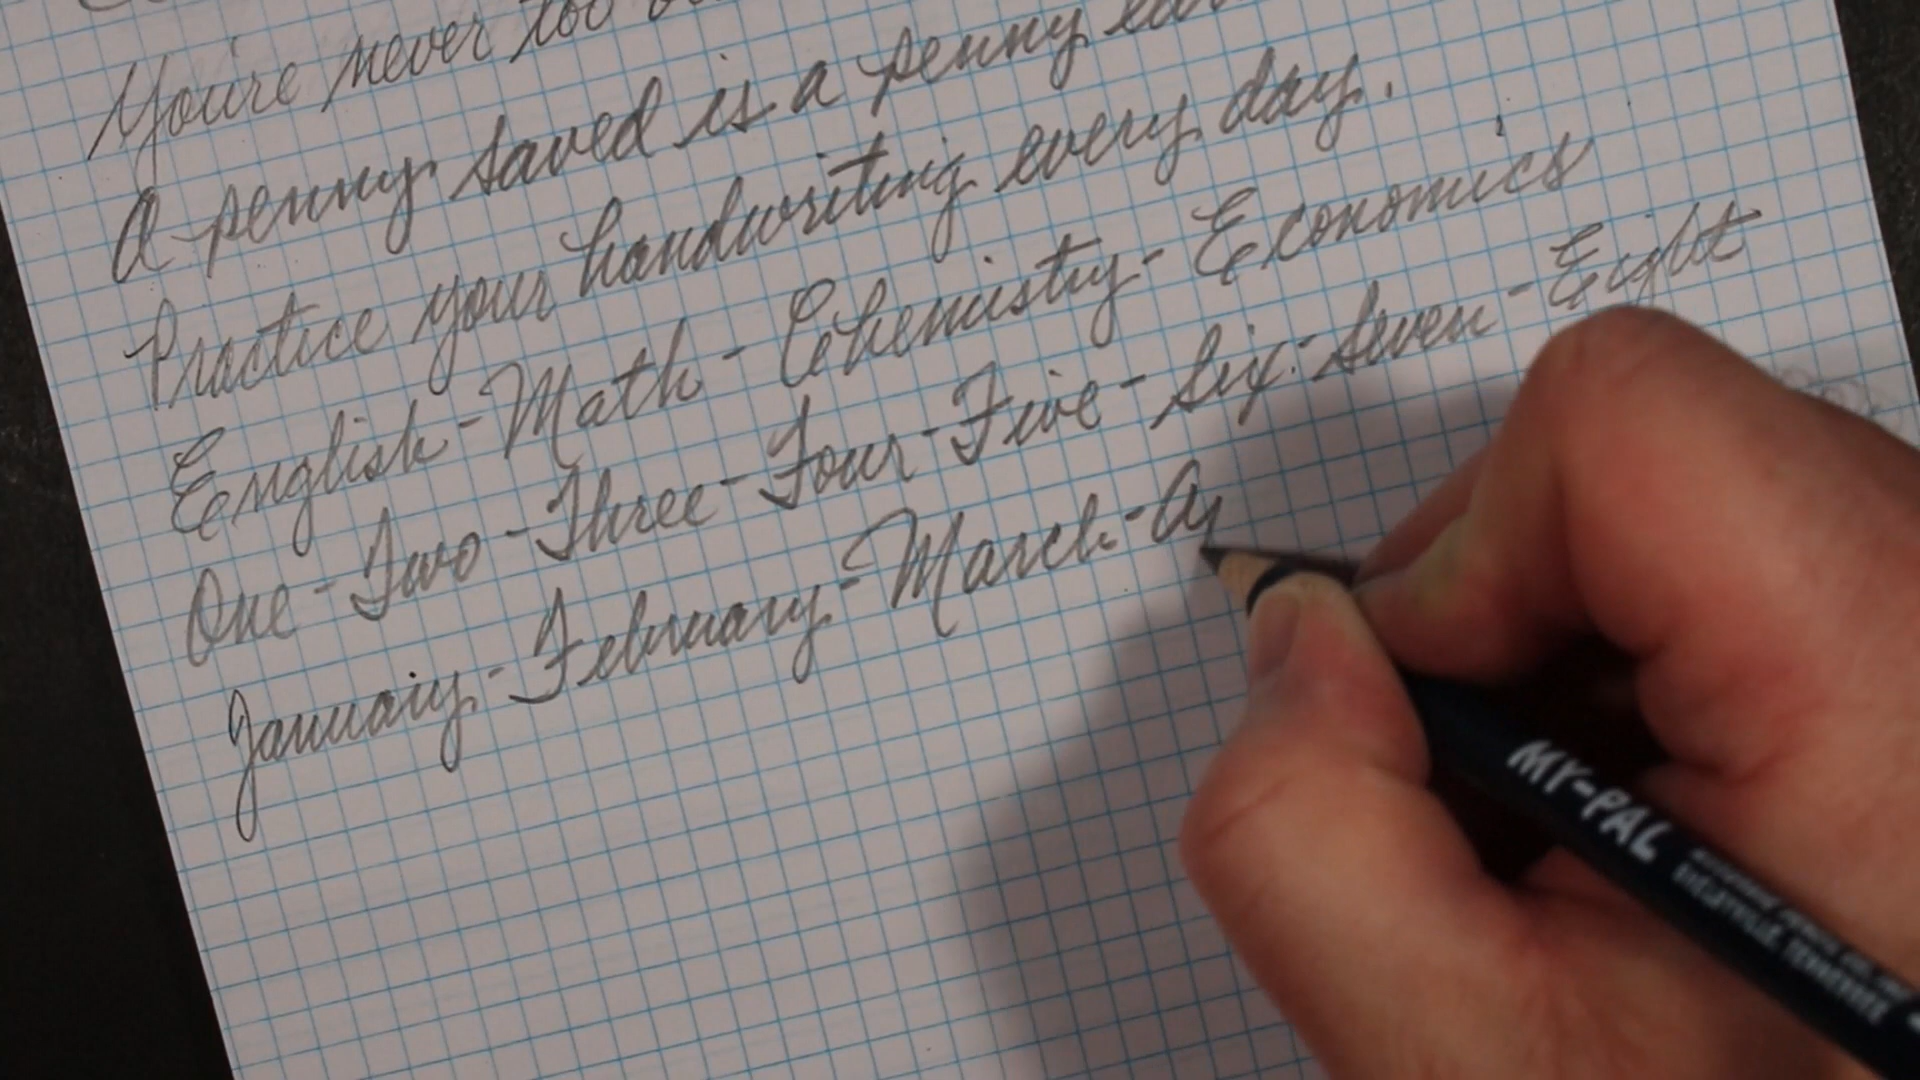 You're never too
A penny saved is a penny
Practice your handwriting every day.
English - Math - Chemistry - Economics
One - Two - Three - Four - Five - Six - Seven - Eight
January - February - March - Ap
MY-PAL